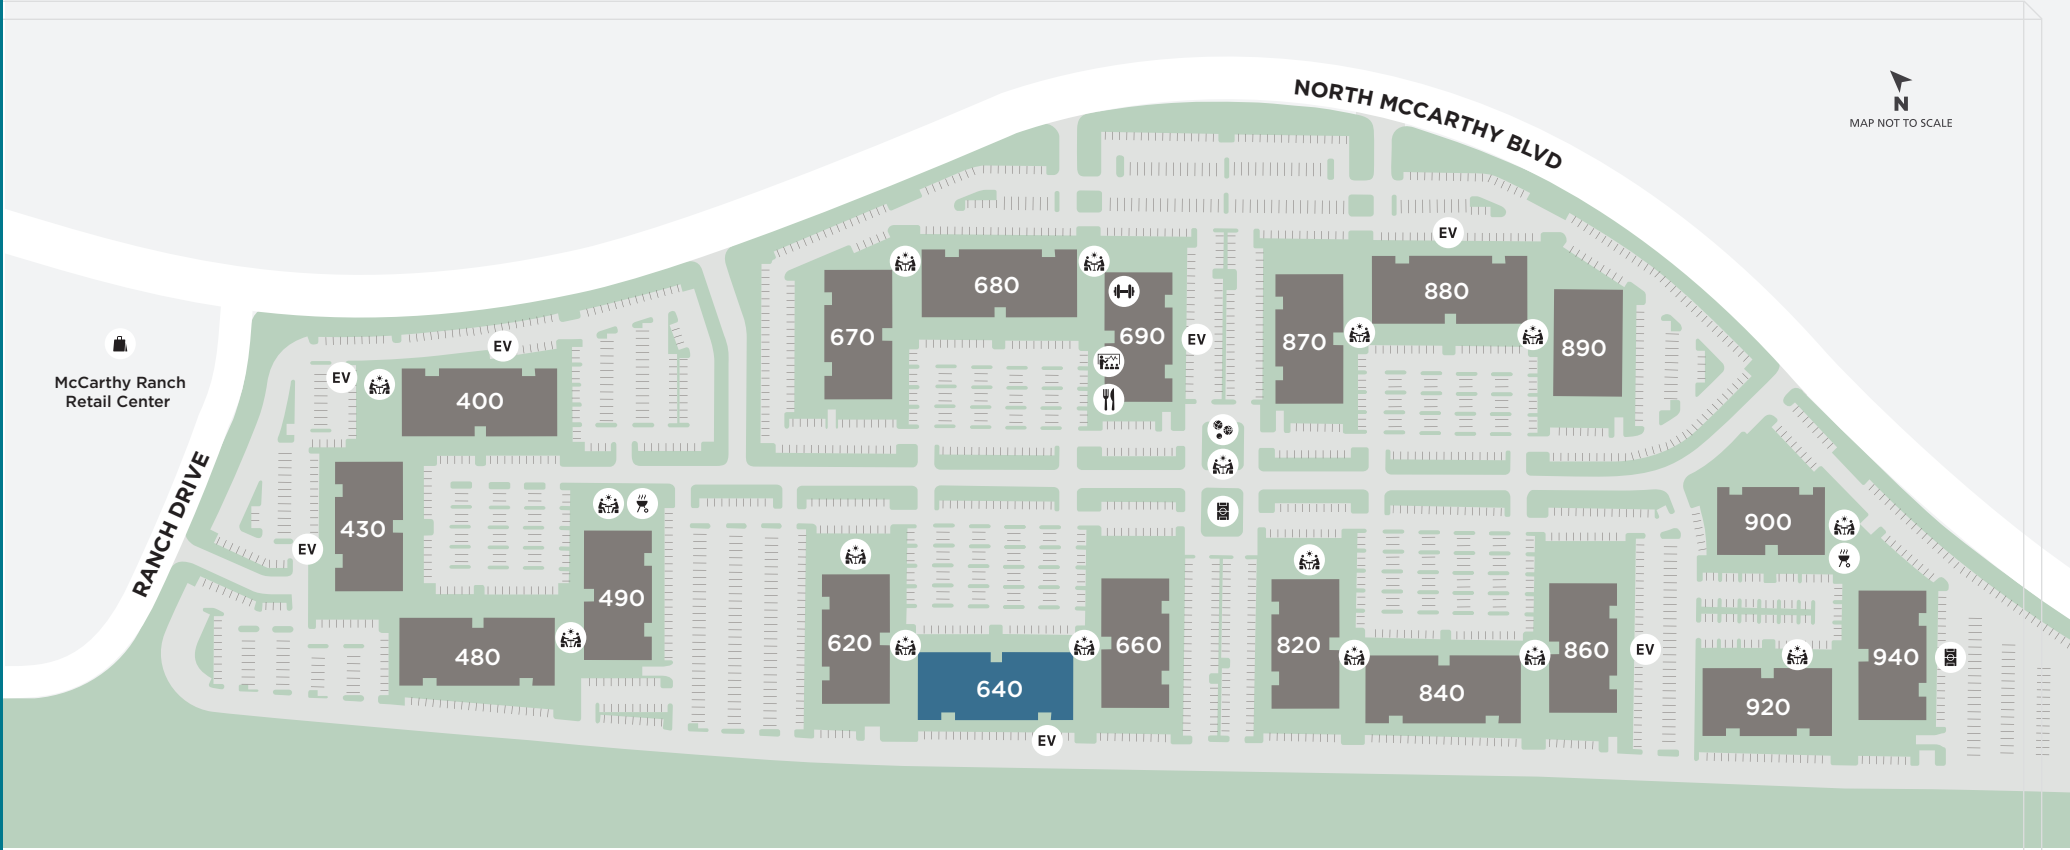 NORTH MCCARTHY BLVD
N
MAP NOT TO SCALE
EV
680
880
690
670
EV
870
890
EV
McCarthy Ranch
Retail Center
EV
400
RANCH DRIVE
430
EV
490
480
900
620
660
820
860
EV
940
640
840
920
EV